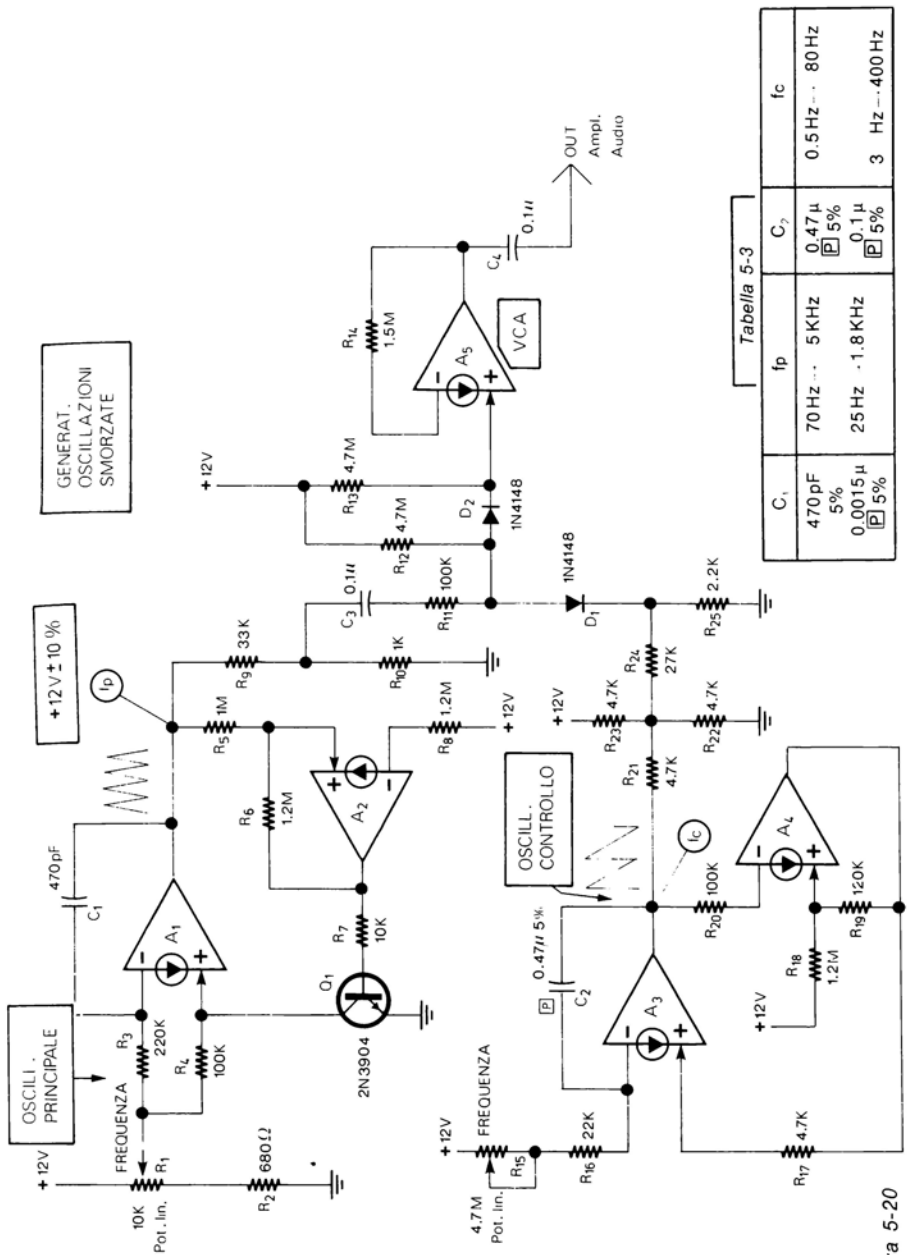 GENERAT.
OSCILLAZIONI
SMORZATE
+12V ± 10 %
OSCILL.
PRINCIPALE
+12V
FREQUENZA
10K
Pot. lin.
R1
R2
680Ω
R3
220K
R4
100K
A1
C1
470pF
fp
R5
1M
R6
1.2M
A2
R7
10K
Q1
2N3904
R8
1.2M
+12V
R9
33K
R10
1K
C3
0.1µ
R11
100K
+12V
R12
4.7M
R13
4.7M
D2
1N4148
D1
1N4148
R14
1.5M
A5
VCA
C4
0.1µ
OUT
Ampl.
Audio
+12V
FREQUENZA
4.7M
Pot. lin.
R15
R16
22K
P
0.47µ 5%
C2
A3
R17
4.7K
OSCILL.
CONTROLLO
fc
R20
100K
A4
+12V
R18
1.2M
R19
120K
R21
4.7K
+12V
R23
4.7K
R22
4.7K
R24
27K
R25
2.2K
Tabella 5-3
C1 fp C2 fc
470pF 5% 70Hz -- 5KHz 0.47µ P 5% 0.5Hz -- 80Hz
0.0015µ P 5% 25Hz - 1.8KHz 0.1µ P 5% 3 Hz -- 400Hz
ra 5-20